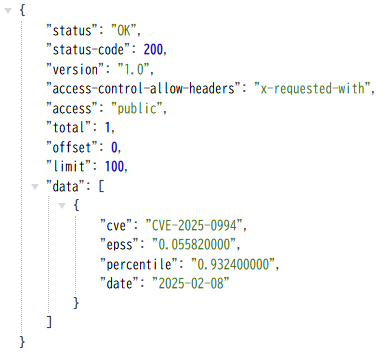 {
"status": "OK",
"status-code": 200,
"version": "1.0",
"access-control-allow-headers": "x-requested-with",
"access": "public",
"total": 1,
"offset": 0,
"limit": 100,
"data": [
{
"cve": "CVE-2025-0994",
"epss": "0.055820000",
"percentile": "0.932400000",
"date": "2025-02-08"
}
]
}